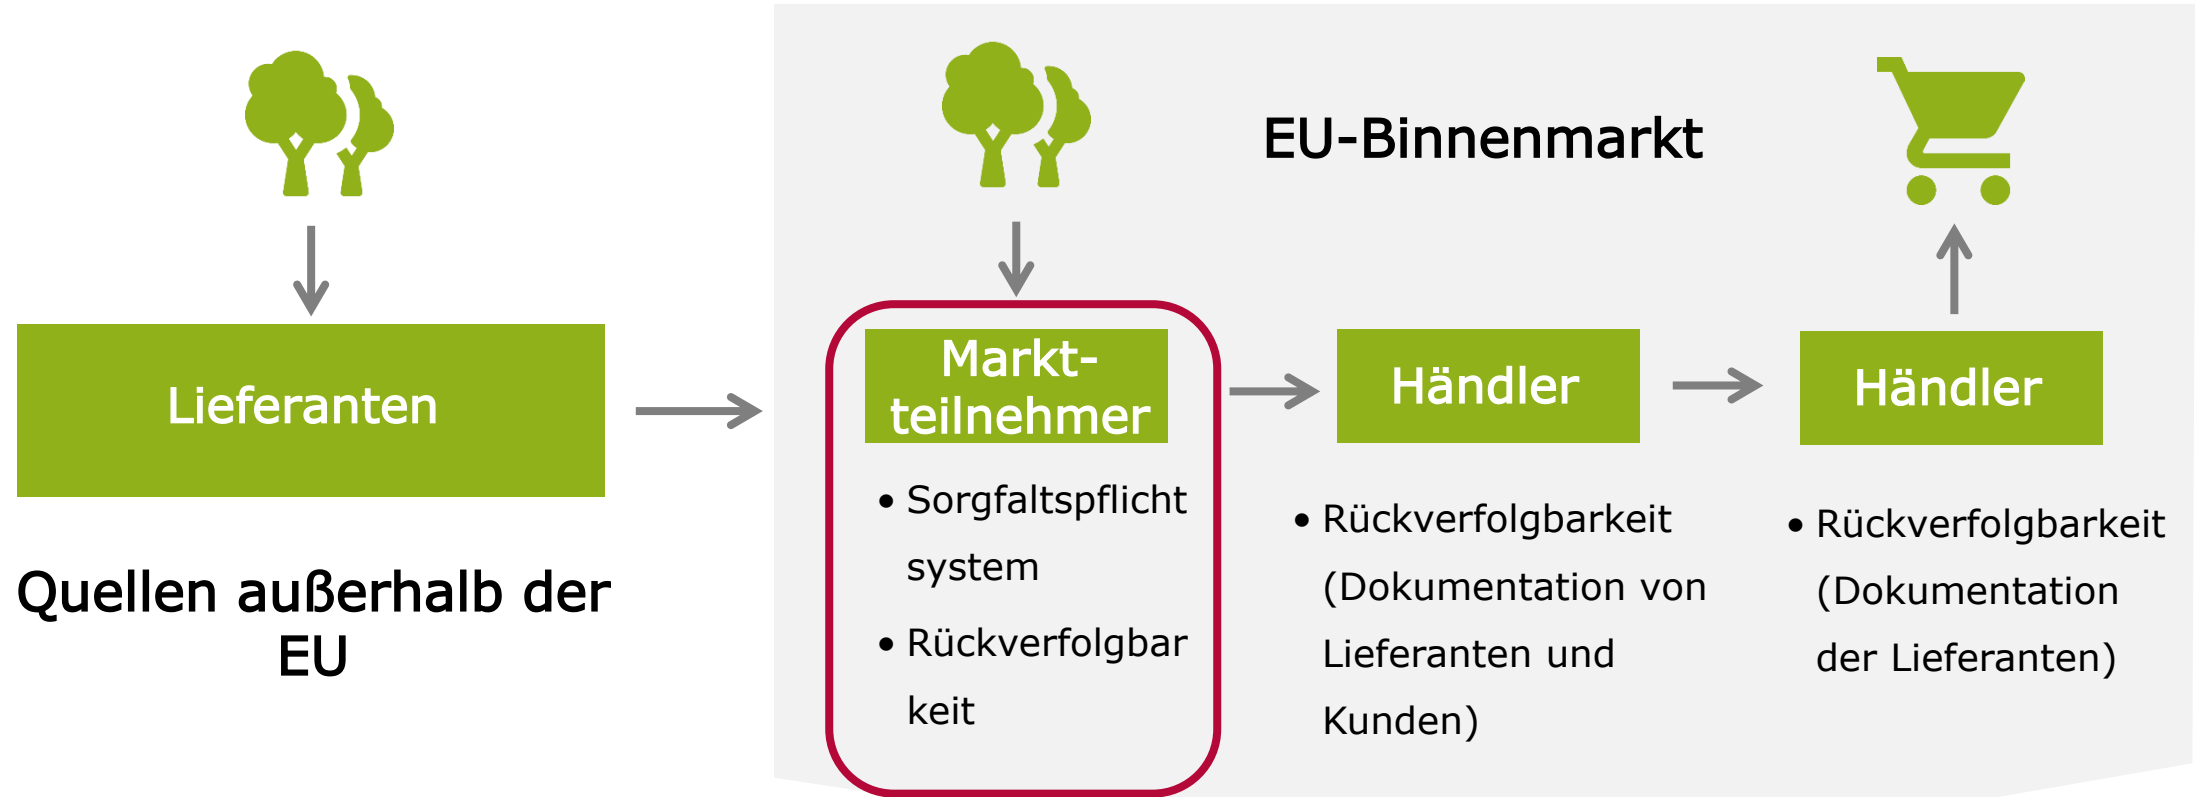 EU-Binnenmarkt
Lieferanten
Quellen außerhalb der
EU
Markt-
teilnehmer
• Sorgfaltspflicht
system
• Rückverfolgbar
keit
Händler
• Rückverfolgbarkeit
(Dokumentation von
Lieferanten und
Kunden)
Händler
• Rückverfolgbarkeit
(Dokumentation
der Lieferanten)